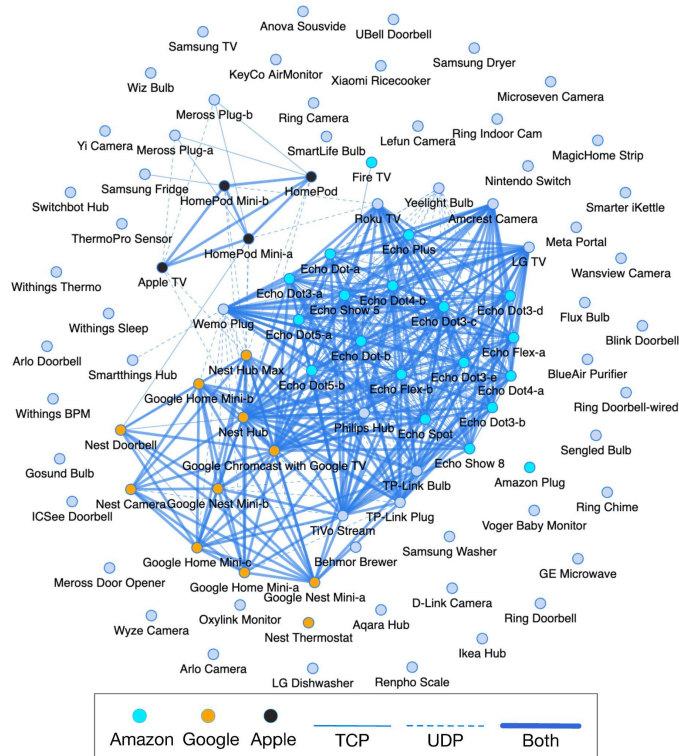 Anova Sousvide
UBell Doorbell
Samsung TV
Samsung Dryer
KeyCo AirMonitor
Xiaomi Ricecooker
Wiz Bulb
Microseven Camera
Meross Plug-b
Ring Camera
Ring Indoor Cam
Lefun Camera
Yi Camera
Meross Plug-a
SmartLife Bulb
MagicHome Strip
Fire TV
Nintendo Switch
Samsung Fridge
HomePod
Switchbot Hub
HomePod Mini-b
Yeelight Bulb
Smarter iKettle
Roku TV
Amcrest Camera
ThermoPro Sensor
Meta Portal
HomePod Mini-a
Echo Plus
LG TV
Wansview Camera
Echo Dot-a
Apple TV
Withings Thermo
Echo Dot3-a
Echo Dot4-b
Echo Show 5
Echo Dot3-d
Echo Dot3-c
Flux Bulb
Withings Sleep
Wemo Plug
Echo Dot5-a
Blink Doorbell
Echo Dot-b
Echo Flex-a
Arlo Doorbell
Smartthings Hub
Nest Hub Max
BlueAir Purifier
Echo Dot3-e
Echo Dot5-b
Echo Flex-b
Echo Dot4-a
Google Home Mini-b
Ring Doorbell-wired
Withings BPM
Echo Dot3-b
Philips Hub
Nest Hub
Echo Spot
Nest Doorbell
Sengled Bulb
Google Chromcast with Google TV
Echo Show 8
Gosund Bulb
Amazon Plug
TP-Link Bulb
Nest Camera
Google Nest Mini-b
Ring Chime
ICSee Doorbell
TP-Link Plug
Voger Baby Monitor
TiVo Stream
Samsung Washer
Google Home Mini-c
Behmor Brewer
GE Microwave
Meross Door Opener
Google Home Mini-a
Google Nest Mini-a
D-Link Camera
Oxylink Monitor
Ring Doorbell
Wyze Camera
Aqara Hub
Nest Thermostat
Ikea Hub
Arlo Camera
LG Dishwasher
Renpho Scale
Amazon Google Apple TCP UDP Both